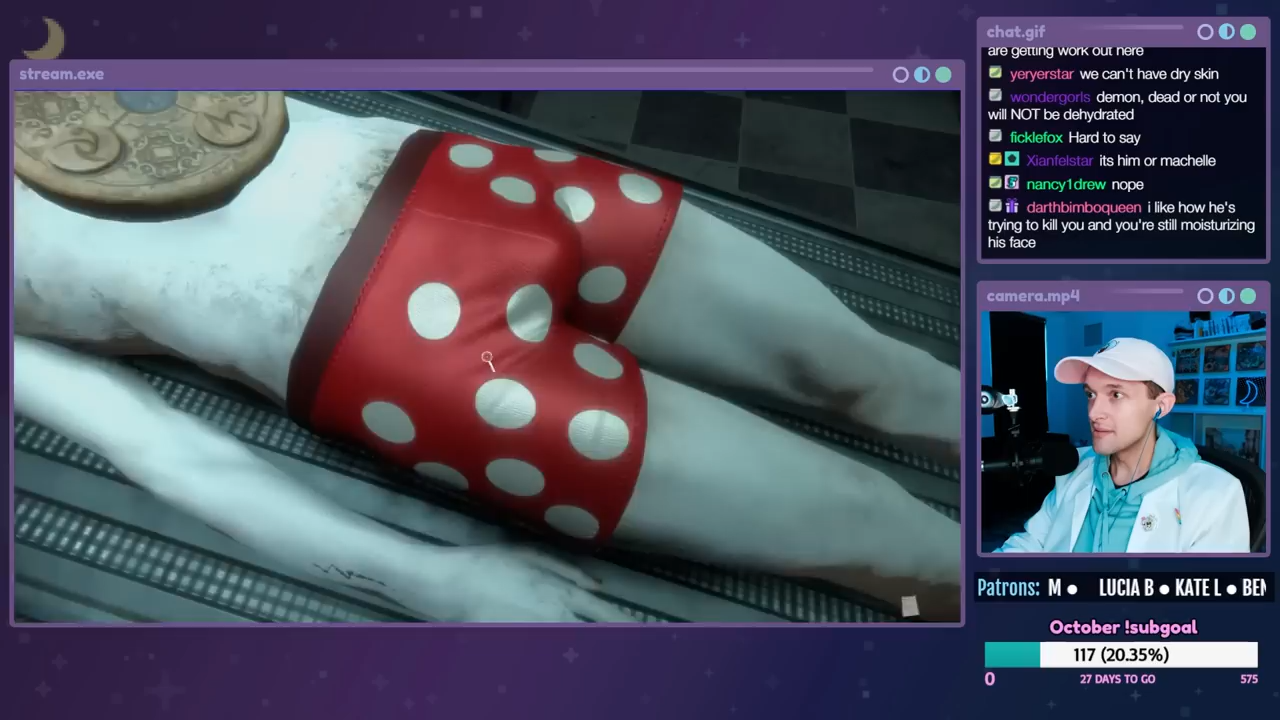 stream.exe
chat.gif
are getting work out here
yeryerstar we can't have dry skin
wondergorls demon, dead or not you
will NOT be dehydrated
ficklefox Hard to say
Xianfelstar its him or machelle
nancy1drew nope
darthbimboqueen i like how he's
trying to kill you and you're still moisturizing
his face
camera.mp4
Patrons: M ● LUCIA B ● KATE L ● BEN
October !subgoal
117 (20.35%)
0 27 DAYS TO GO 575